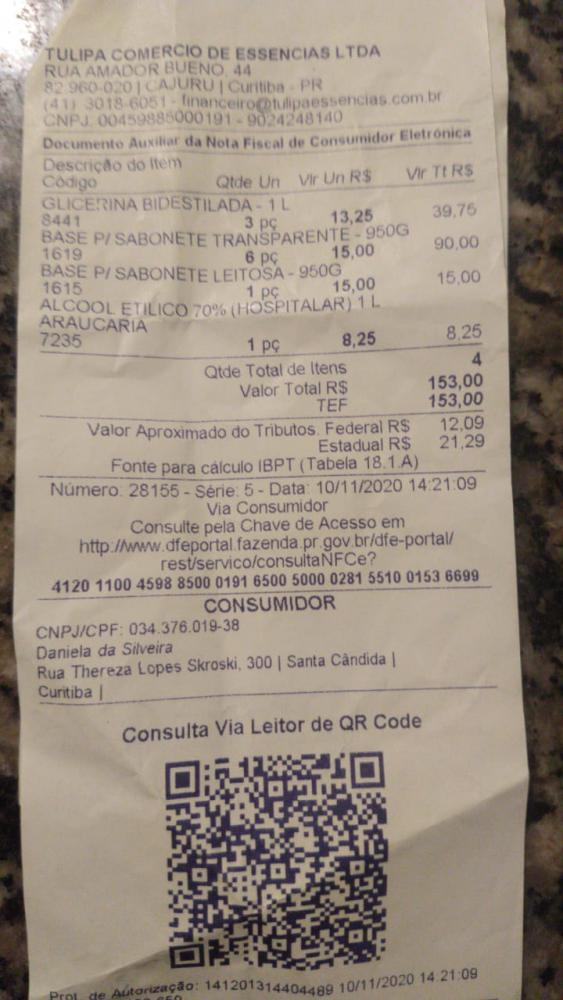 TULIPA COMERCIO DE ESSENCIAS LTDA
RUA AMADOR BUENO, 44
82.960-020 | CAJURU | Curitiba - PR
(41) 3018-6051 - financeiro@tulipaessencias.com.br
CNPJ: 00459885000191 - 9024248140
Documento Auxiliar da Nota Fiscal de Consumidor Eletrônica
Descrição do Item
Código Qtde Un Vlr Un R$ Vlr Tt R$
GLICERINA BIDESTILADA - 1 L
8441 3 pç 13,25 39,75
BASE P/ SABONETE TRANSPARENTE - 950G
1619 6 pç 15,00 90,00
BASE P/ SABONETE LEITOSA - 950G
1615 1 pç 15,00 15,00
ALCOOL ETILICO 70% (HOSPITALAR) 1 L
ARAUCARIA
7235 1 pç 8,25 8,25
Qtde Total de Itens 4
Valor Total R$ 153,00
TEF 153,00
Valor Aproximado do Tributos. Federal R$ 12,09
Estadual R$ 21,29
Fonte para cálculo IBPT (Tabela 18.1.A)
Número: 28155 - Série: 5 - Data: 10/11/2020 14:21:09
Via Consumidor
Consulte pela Chave de Acesso em
http://www.dfeportal.fazenda.pr.gov.br/dfe-portal/
rest/servico/consultaNFCe?
4120 1100 4598 8500 0191 6500 5000 0281 5510 0153 6699
CONSUMIDOR
CNPJ/CPF: 034.376.019-38
Daniela da Silveira
Rua Thereza Lopes Skroski, 300 | Santa Cândida |
Curitiba |
Consulta Via Leitor de QR Code
Prot. de Autorização: 141201314404489 10/11/2020 14:21:09